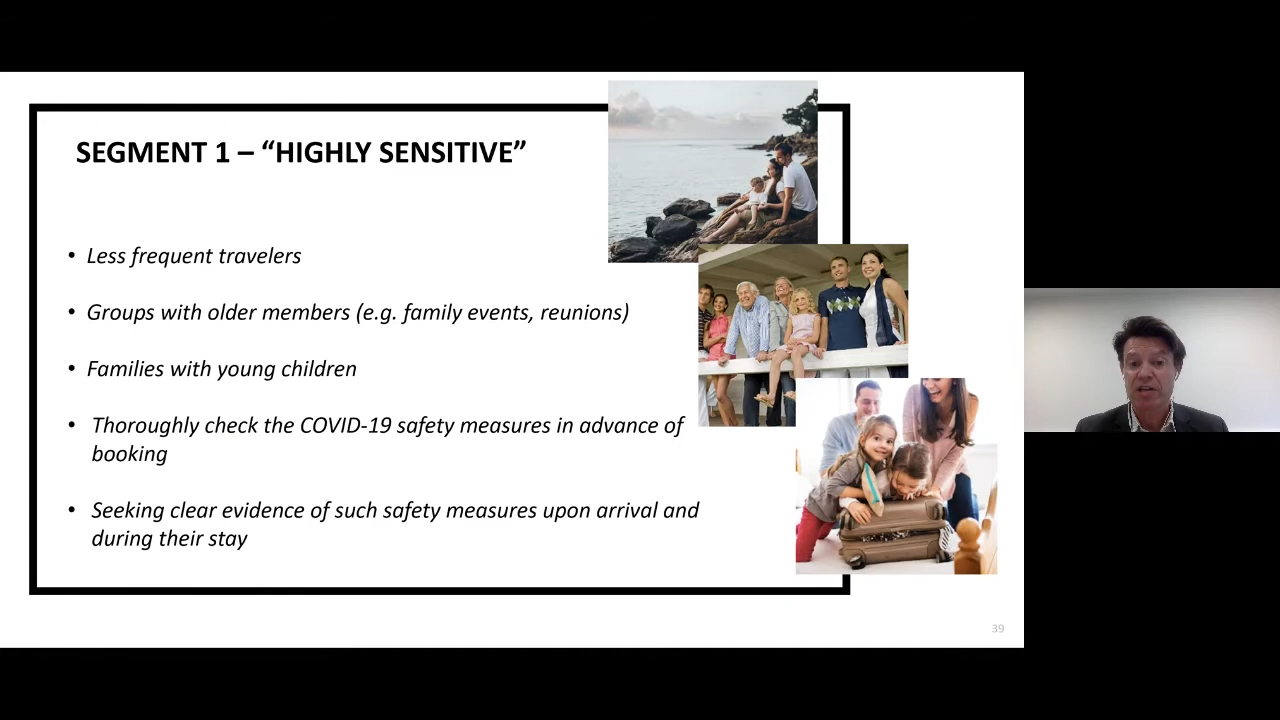 SEGMENT 1 – “HIGHLY SENSITIVE”
• Less frequent travelers
• Groups with older members (e.g. family events, reunions)
• Families with young children
• Thoroughly check the COVID-19 safety measures in advance of
booking
• Seeking clear evidence of such safety measures upon arrival and
during their stay
39